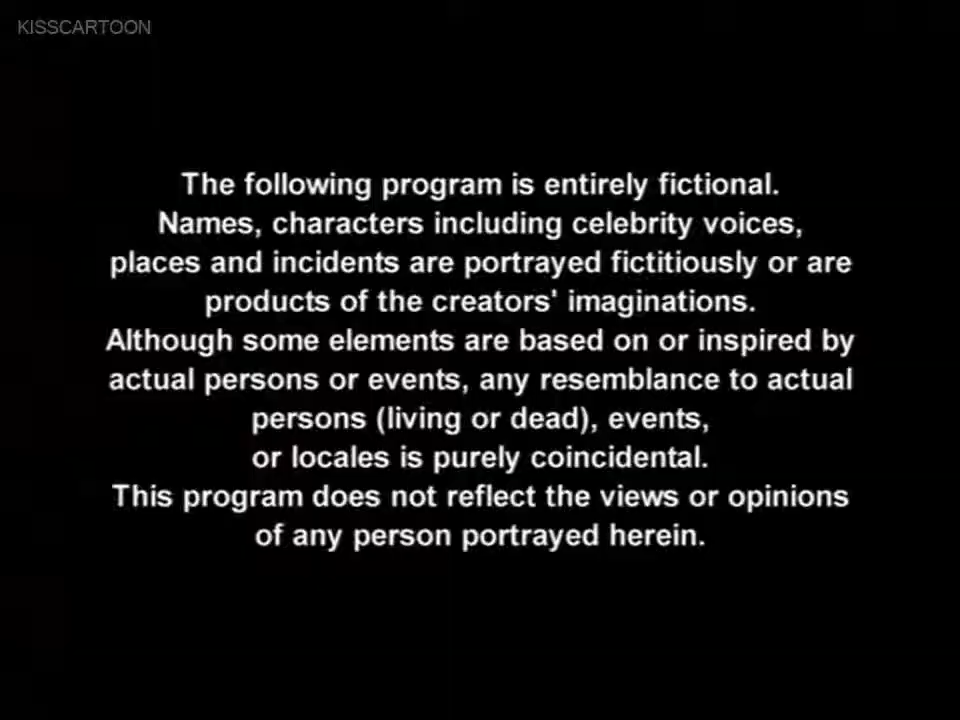 KISSCARTOON
The following program is entirely fictional.
Names, characters including celebrity voices,
places and incidents are portrayed fictitiously or are
products of the creators' imaginations.
Although some elements are based on or inspired by
actual persons or events, any resemblance to actual
persons (living or dead), events,
or locales is purely coincidental.
This program does not reflect the views or opinions
of any person portrayed herein.